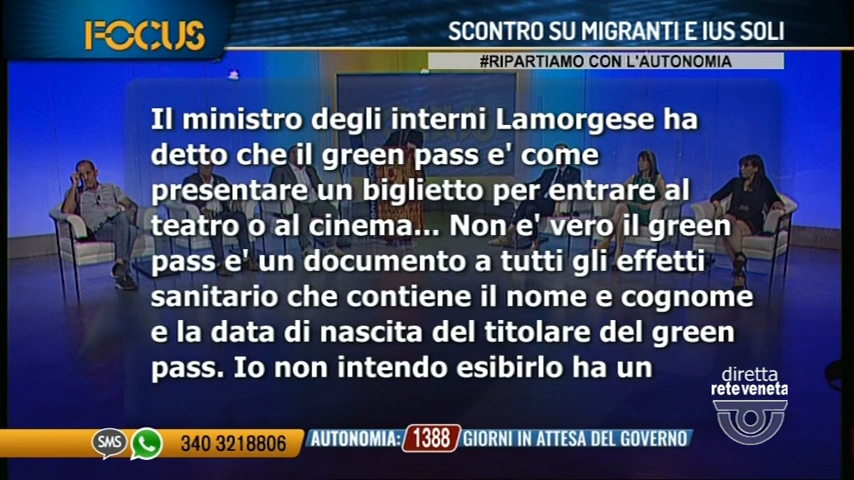 FOCUS
SCONTRO SU MIGRANTI E IUS SOLI
#RIPARTIAMO CON L'AUTONOMIA
Il ministro degli interni Lamorgese ha
detto che il green pass e' come
presentare un biglietto per entrare al
teatro o al cinema... Non e' vero il green
pass e' un documento a tutti gli effetti
sanitario che contiene il nome e cognome
e la data di nascita del titolare del green
pass. Io non intendo esibirlo ha un
diretta
reteveneta
SMS 340 3218806 AUTONOMIA: 1388 GIORNI IN ATTESA DEL GOVERNO